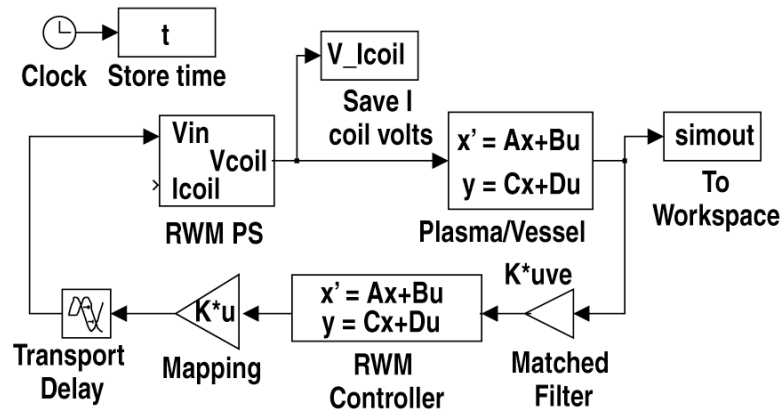 t
Clock
Store time
V_Icoil
Save I
coil volts
Vin
Vcoil
Icoil
RWM PS
x' = Ax+Bu
y = Cx+Du
Plasma/Vessel
simout
To
Workspace
K*uve
Matched
Filter
x' = Ax+Bu
y = Cx+Du
RWM
Controller
K*u
Mapping
Transport
Delay